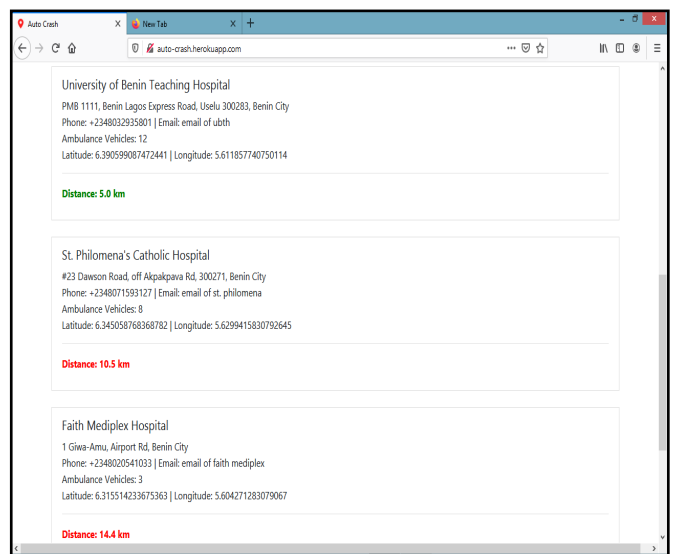 Auto Crash
New Tab
auto-crash.herokuapp.com
University of Benin Teaching Hospital
PMB 1111, Benin Lagos Express Road, Uselu 300283, Benin City
Phone: +2348032935801 | Email: email of ubth
Ambulance Vehicles: 12
Latitude: 6.390599087472441 | Longitude: 5.611857740750114
Distance: 5.0 km
St. Philomena's Catholic Hospital
#23 Dawson Road, off Akpakpava Rd, 300271, Benin City
Phone: +2348071593127 | Email: email of st. philomena
Ambulance Vehicles: 8
Latitude: 6.345058768368782 | Longitude: 5.6299415830792645
Distance: 10.5 km
Faith Mediplex Hospital
1 Giwa-Amu, Airport Rd, Benin City
Phone: +2348020541033 | Email: email of faith mediplex
Ambulance Vehicles: 3
Latitude: 6.315514233675363 | Longitude: 5.604271283079067
Distance: 14.4 km